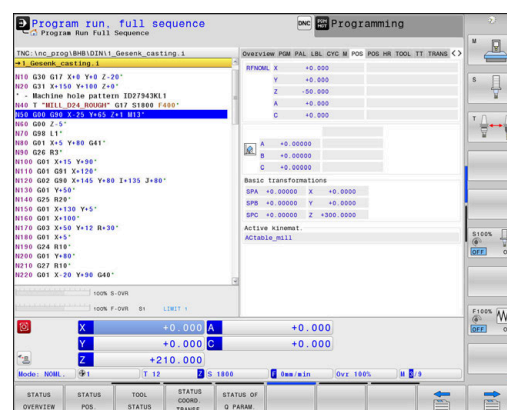 Program run, full sequence
Program Run Full Sequence
DNC
Programming
TNC:\nc_prog\BHB\DIN\1_Gesenk_casting.i
→1_Gesenk_casting.i
N10 G30 G17 X+0 Y+0 Z-20*
N20 G31 X+150 Y+100 Z+0*
* - Machine hole pattern ID27943KL1
N40 T "MILL_D24_ROUGH" G17 S1800 F400*
N50 G00 G90 X-25 Y+65 Z+1 M13*
N60 G00 Z-5*
N70 G98 L1*
N80 G01 X+5 Y+80 G41*
N90 G26 R3*
N100 G01 X+15 Y+90*
N110 G01 G91 X+120*
N120 G02 G90 X+145 Y+80 I+135 J+80*
N130 G01 Y+50*
N140 G25 R20*
N150 G01 X+130 Y+5*
N160 G01 X+100*
N170 G03 X+50 Y+12 R+30*
N180 G01 X+5*
N190 G24 R10*
N200 G01 Y+80*
N210 G27 R10*
N220 G01 X-20 Y+90 G40*
Overview PGM PAL LBL CYC M POS POS HR TOOL TT TRANS
RFNOML X +0.000
Y +0.000
Z -50.000
A +0.000
C +0.000
A +0.00000
B +0.00000
C +0.00000
Basic transformations
SPA +0.00000 X +0.0000
SPB +0.00000 Y +0.0000
SPC +0.00000 Z +300.0000
Active kinemat.
ACtable_mill
100% S-OVR
100% F-OVR S1 LIMIT 1
X +0.000 A +0.000
Y +0.000 C +0.000
Z +210.000
Mode: NOML. 1 T 12 Z S 1800 F 0mm/min Ovr 100% M 3/9
STATUS OVERVIEW
STATUS POS.
TOOL STATUS
STATUS COORD. TRANSF.
STATUS OF Q PARAM.
M
S
T
S100%
OFF
F100%
OFF